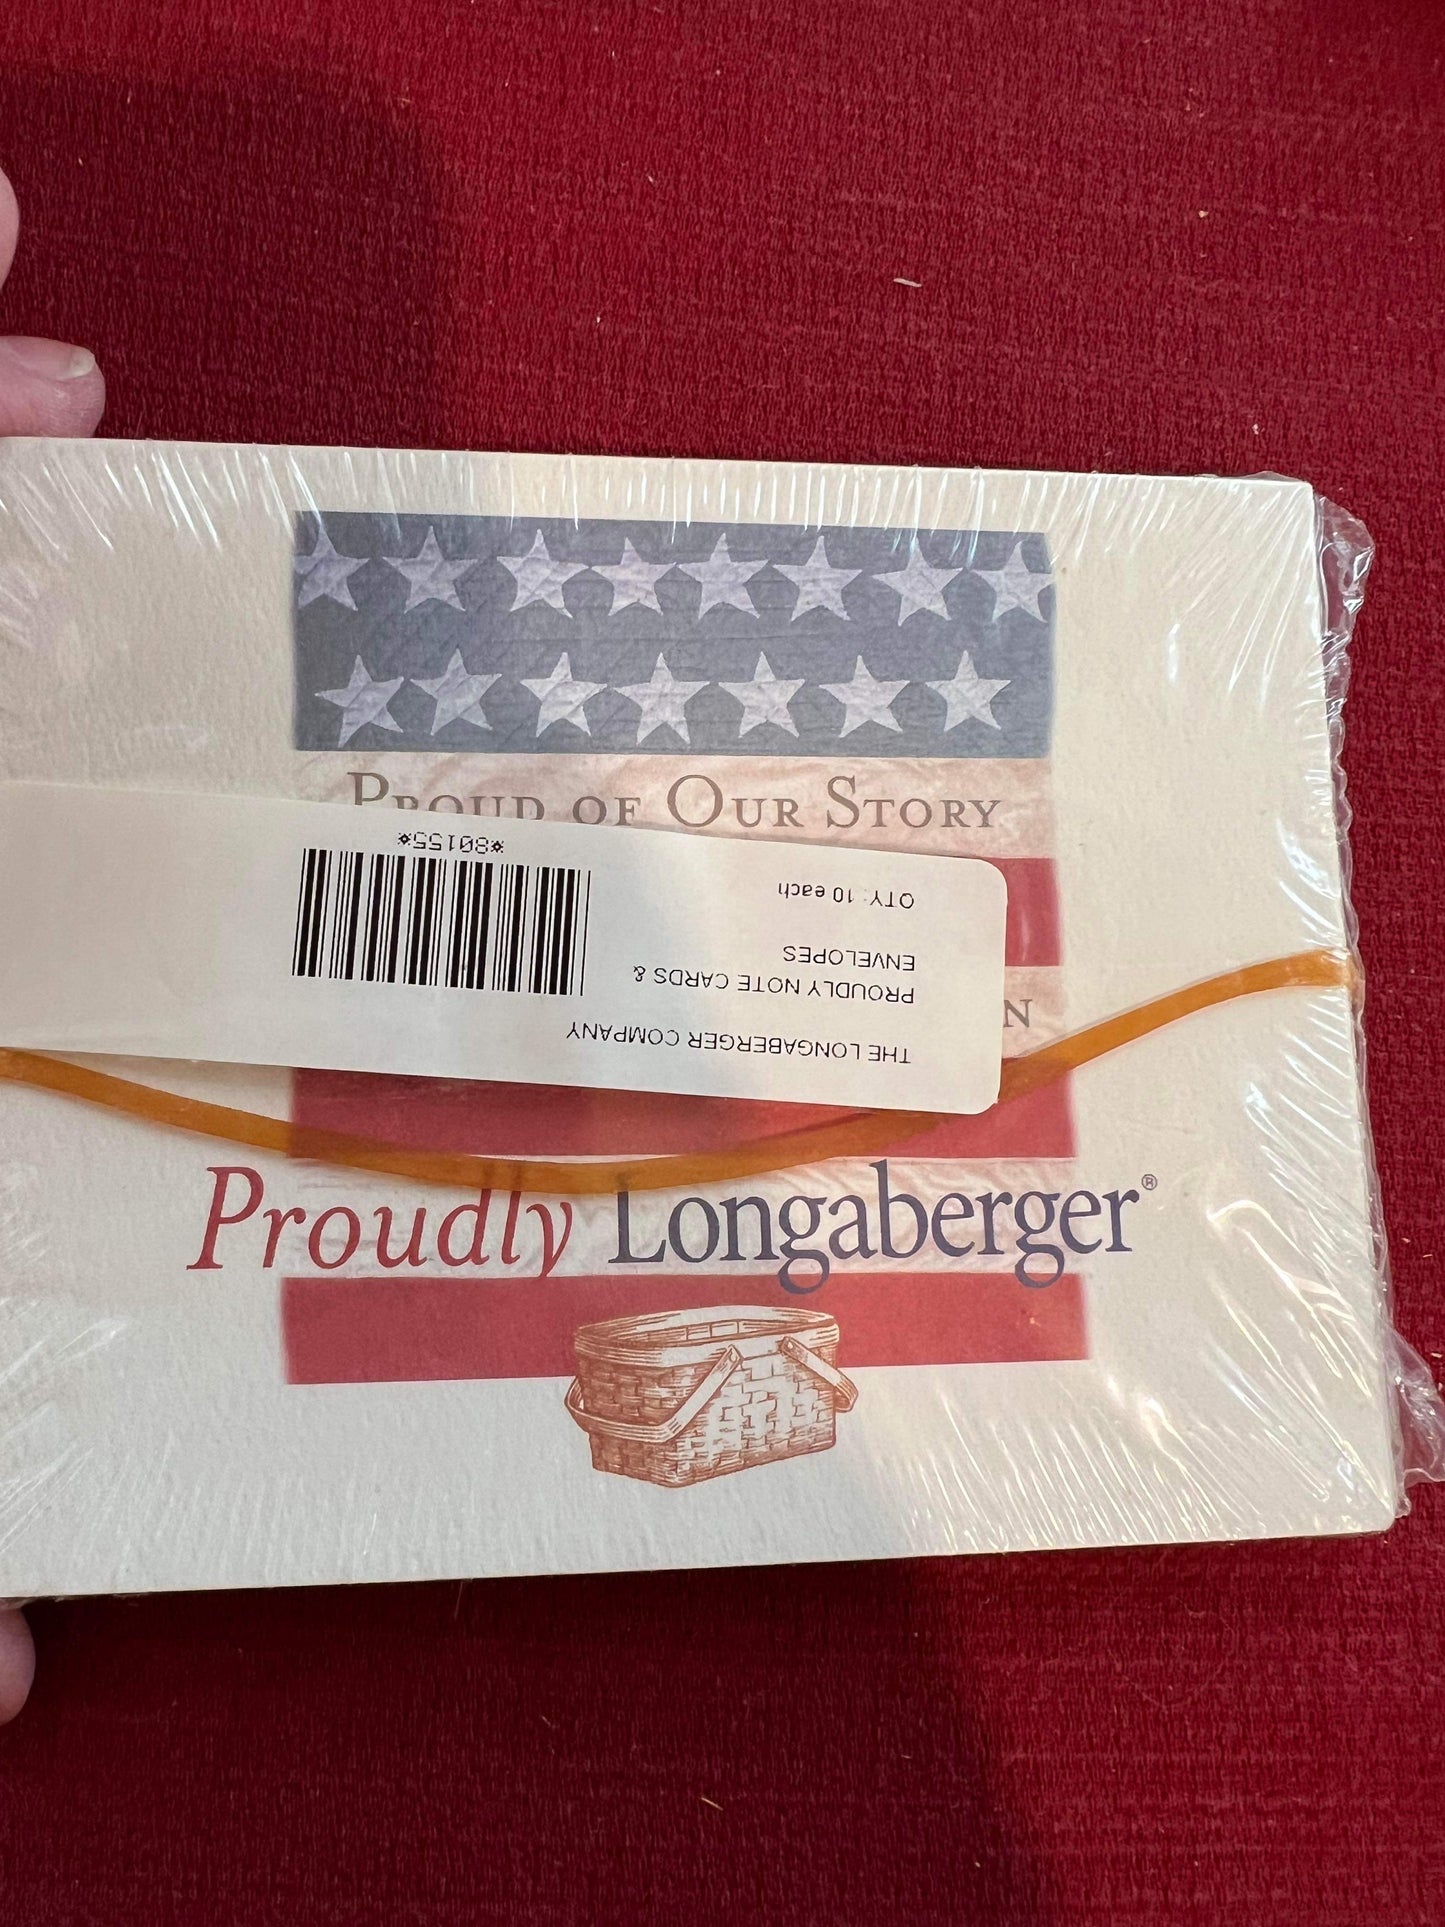 PROUD OF OUR STORY
N
Proudly Longaberger®
THE LONGABERGER COMPANY
PROUDLY NOTE CARDS &
ENVELOPES
QTY: 10 each
*80155*